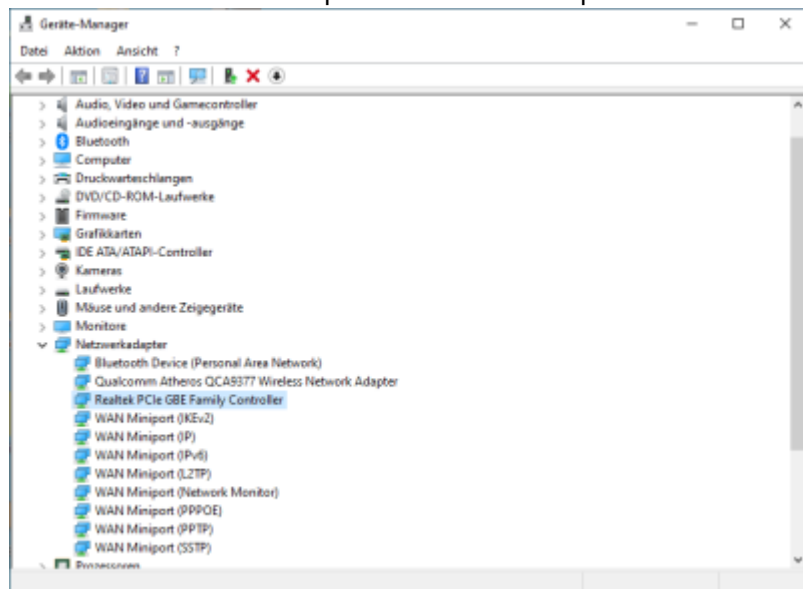 Geräte-Manager
Datei Aktion Ansicht ?
Audio, Video und Gamecontroller
Audioeingänge und -ausgänge
Bluetooth
Computer
Druckwarteschlangen
DVD/CD-ROM-Laufwerke
Firmware
Grafikkarten
IDE ATA/ATAPI-Controller
Kameras
Laufwerke
Mäuse und andere Zeigegeräte
Monitore
Netzwerkadapter
Bluetooth Device (Personal Area Network)
Qualcomm Atheros QCA9377 Wireless Network Adapter
Realtek PCIe GBE Family Controller
WAN Miniport (IKEv2)
WAN Miniport (IP)
WAN Miniport (IPv6)
WAN Miniport (L2TP)
WAN Miniport (Network Monitor)
WAN Miniport (PPPOE)
WAN Miniport (PPTP)
WAN Miniport (SSTP)
Prozessoren